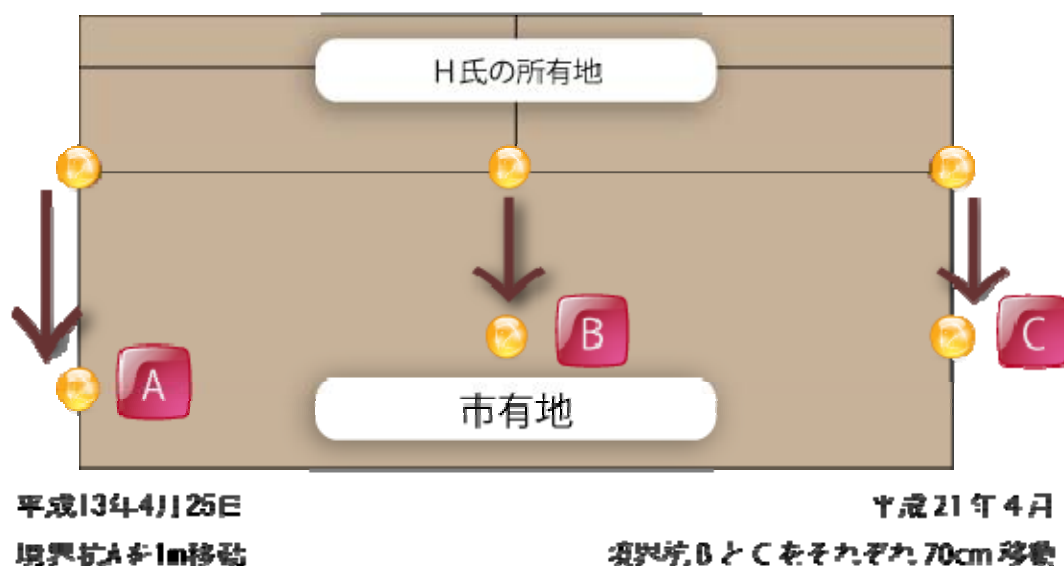 H氏の所有地
B
C
A
市有地
平成13年4月25日
境界杭Aを1m移動
平成21年4月
境界杭BとCをそれぞれ70cm移動